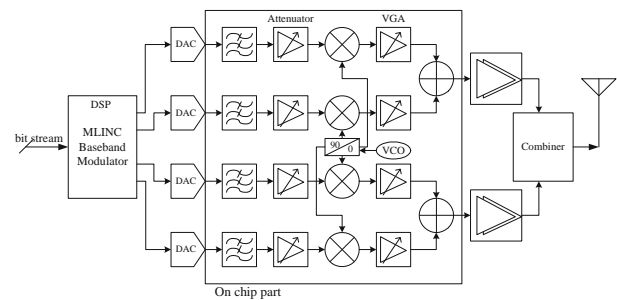 Attenuator
VGA
DAC
DSP
MLINC
Baseband
Modulator
bit stream
DAC
90
0
VCO
Combiner
DAC
DAC
On chip part